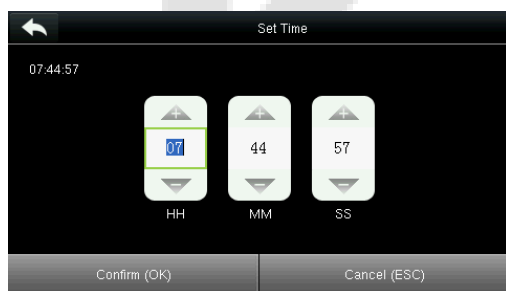 Set Time
07:44:57
07 44 57
HH MM SS
Confirm (OK) Cancel (ESC)